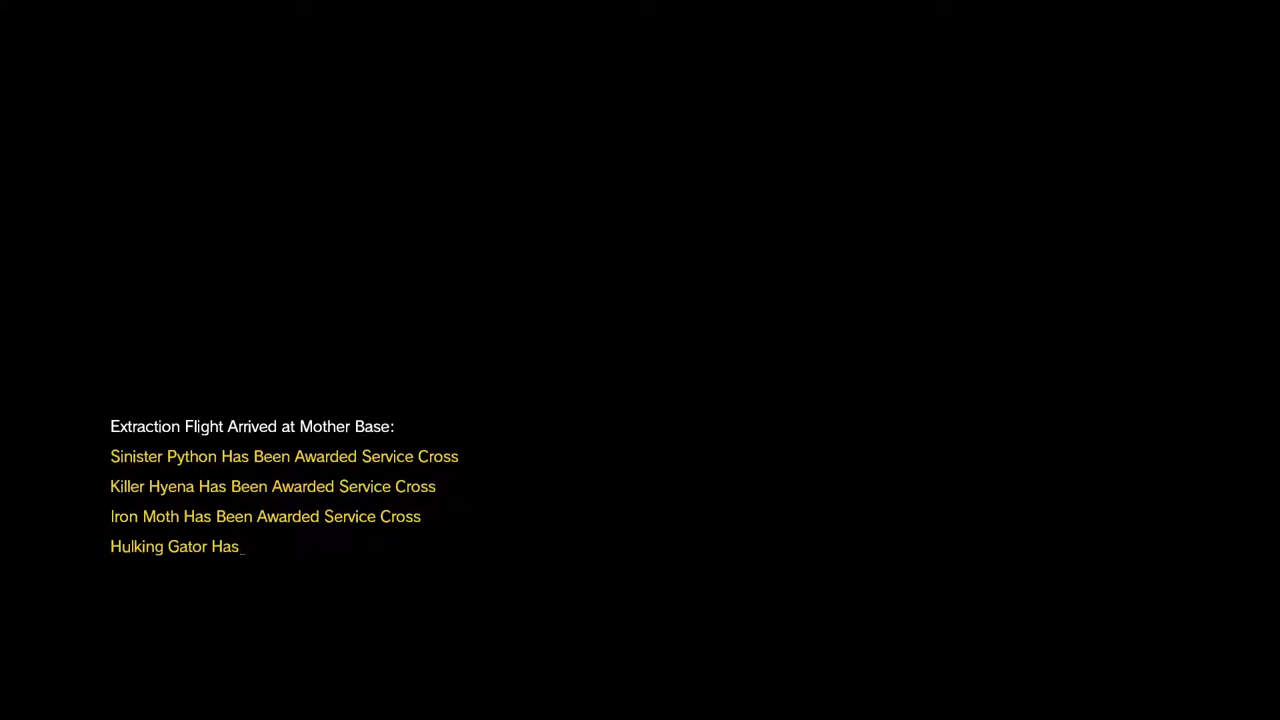 Extraction Flight Arrived at Mother Base:
Sinister Python Has Been Awarded Service Cross
Killer Hyena Has Been Awarded Service Cross
Iron Moth Has Been Awarded Service Cross
Hulking Gator Has_